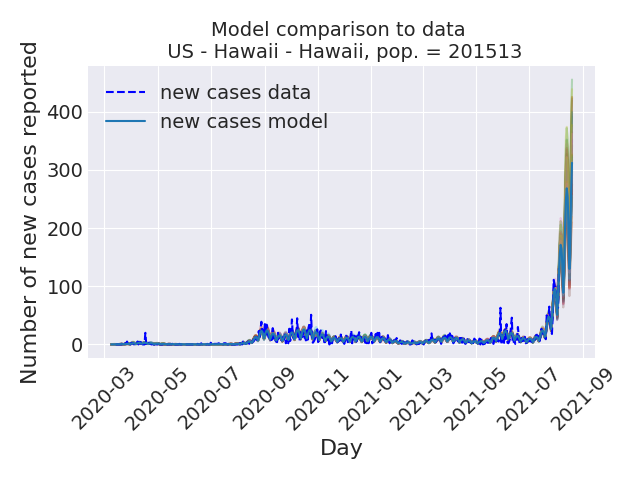 Model comparison to data
US - Hawaii - Hawaii, pop. = 201513
Number of new cases reported
400
300
200
100
0
new cases data
new cases model
2020-03
2020-05
2020-07
2020-09
2020-11
2021-01
2021-03
2021-05
2021-07
2021-09
Day